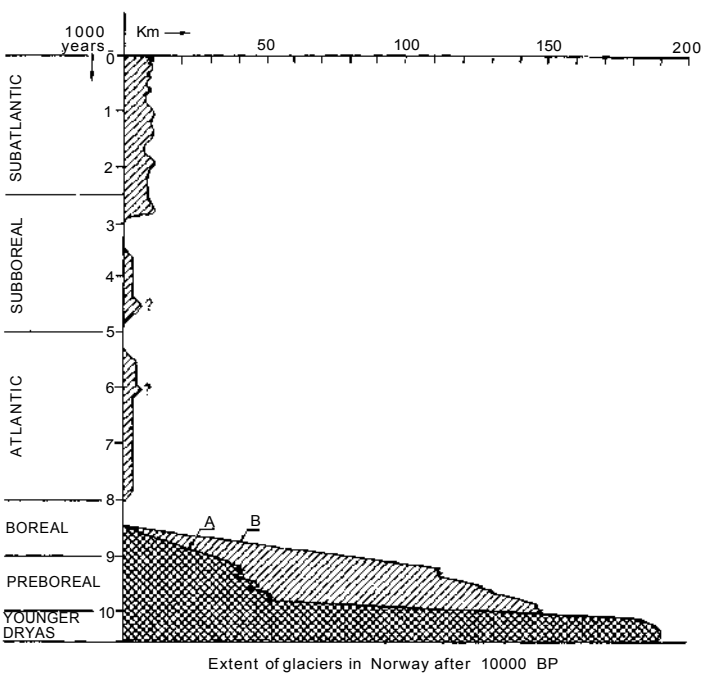 1000 years
Km
50
100
150
200
0
SUBATLANTIC
1
2
3
SUBBOREAL
4
?
5
ATLANTIC
6
?
7
8
BOREAL
A
B
9
PREBOREAL
10
YOUNGER
DRYAS
Extent of glaciers in Norway after 10000 BP